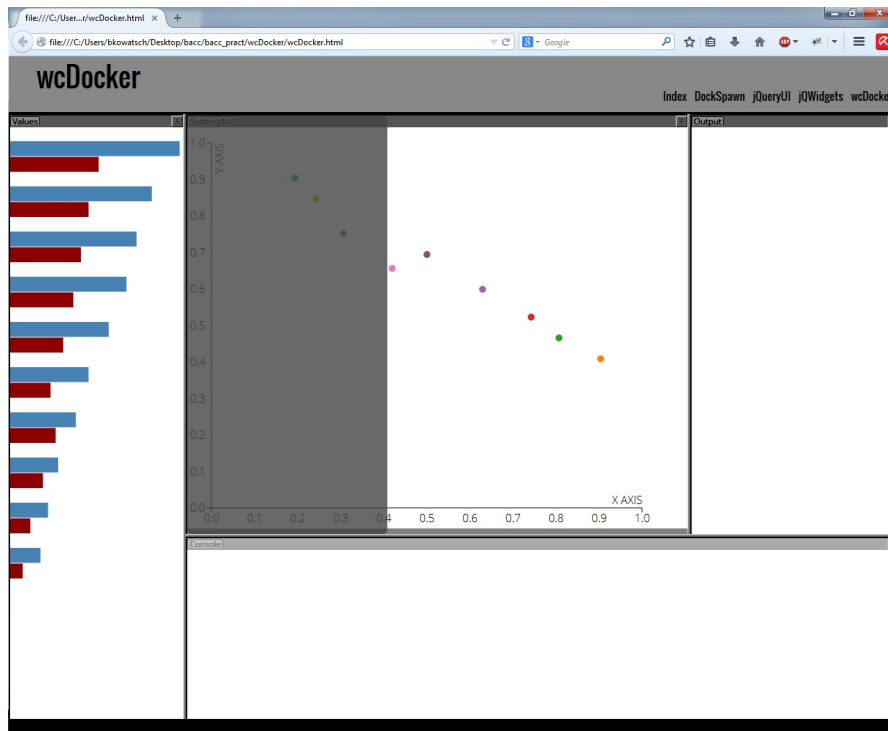 file:///C:/User...r/wcDocker.html × +
file:///C:/Users/bkowatsch/Desktop/bacc/bacc_pract/wcDocker/wcDocker.html
8 - Google
wcDocker
Index DockSpawn jQueryUI jQWidgets wcDocke
Values X
Scatterplot X
Output
1.0
Y AXIS
0.9
0.8
0.7
0.6
0.5
0.4
0.3
0.2
0.1
0.0
X AXIS
0.0 0.1 0.2 0.3 0.4 0.5 0.6 0.7 0.8 0.9 1.0
Console